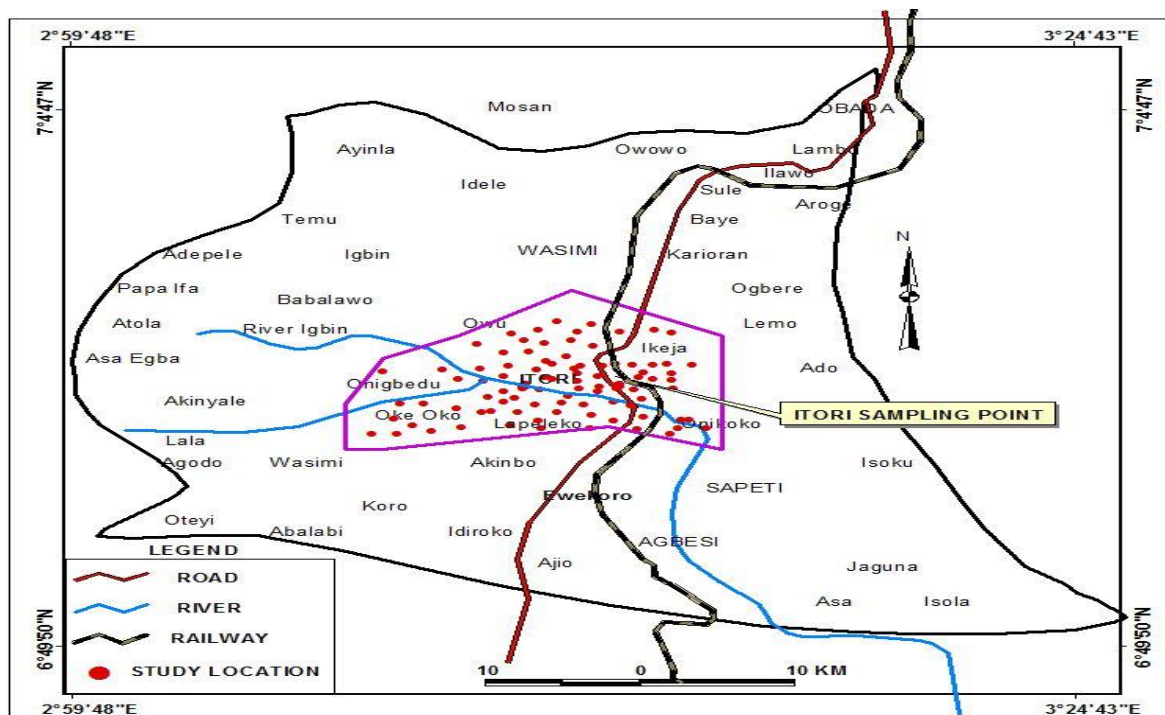 2°59'48"E
3°24'43"E
7°4'47"N
7°4'47"N
Mosan
OBADA
Ayinla
Owowo
Lambo
Ilawo
Idele
Sule
Aroge
Temu
Baye
N
Adepele
Igbin
WASIMI
Karioran
Papa Ifa
Babalawo
Ogbere
Atola
River Igbin
Owu
Lemo
Asa Egba
Ikeja
Ado
Onigbedu
ITORI
Akinyale
Oke Oko
Lapeleko
Onikoko
ITORI SAMPLING POINT
Lala
Agodo
Wasimi
Akinbo
Isoku
Ewekoro
SAPETI
Koro
Oteyi
Abalabi
Idiroko
AGBESI
Ajio
Jaguna
Asa
Isola
LEGEND
ROAD
RIVER
RAILWAY
STUDY LOCATION
10 0 10 KM
6°49'50"N
6°49'50"N
2°59'48"E
3°24'43"E